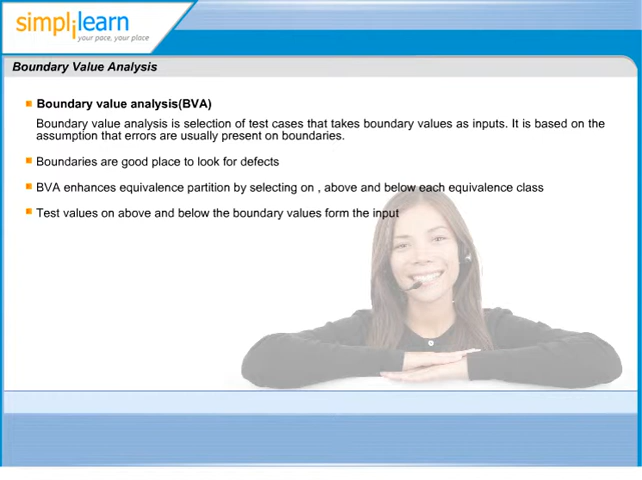 simplilearn
your pace, your place
Boundary Value Analysis
Boundary value analysis(BVA)
Boundary value analysis is selection of test cases that takes boundary values as inputs. It is based on the
assumption that errors are usually present on boundaries.
Boundaries are good place to look for defects
BVA enhances equivalence partition by selecting on , above and below each equivalence class
Test values on above and below the boundary values form the input